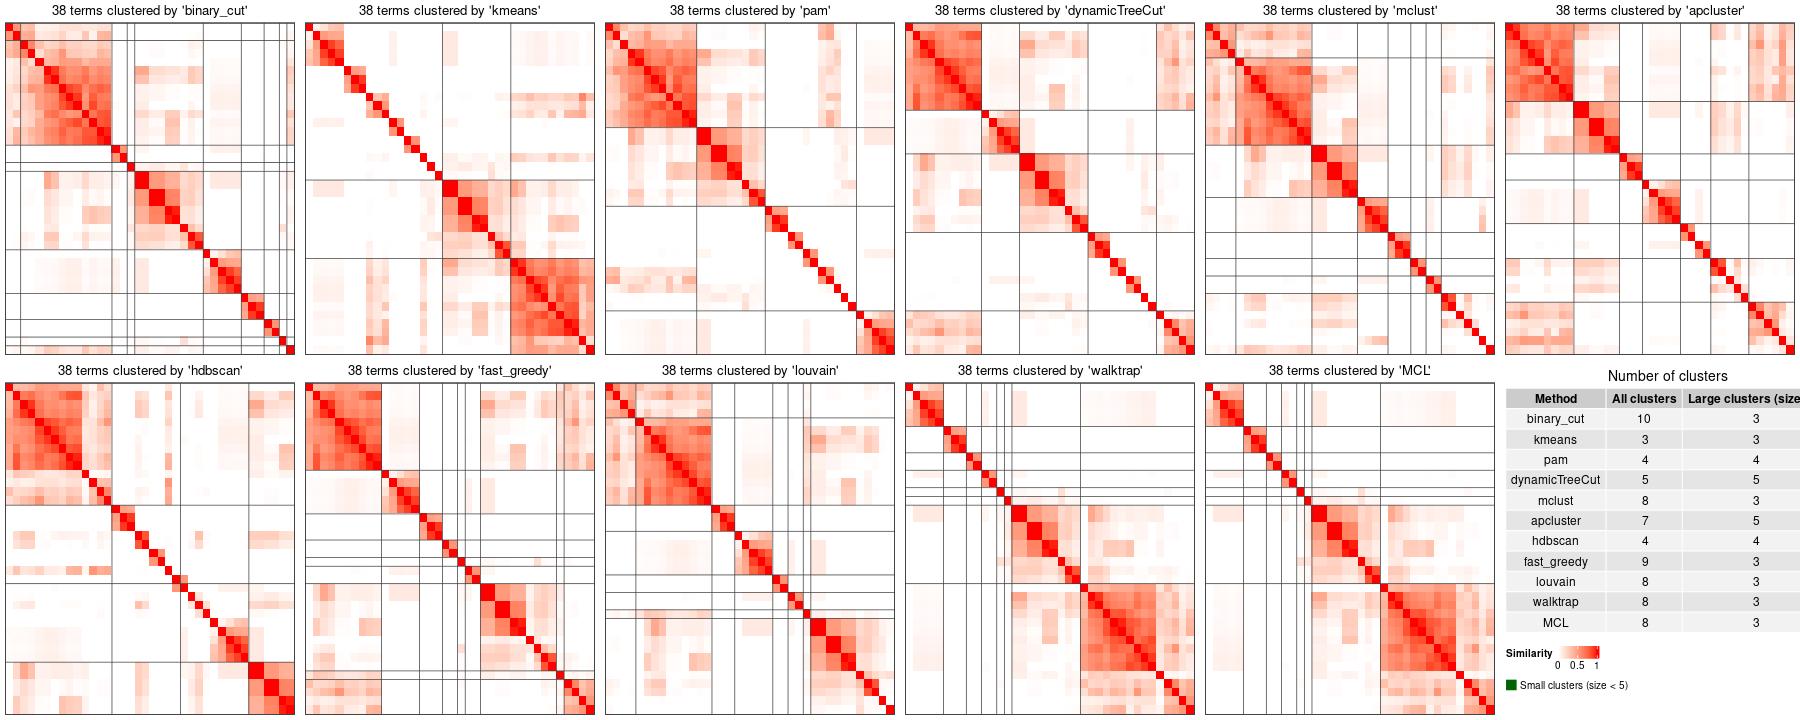 38 terms clustered by 'binary_cut'
38 terms clustered by 'kmeans'
38 terms clustered by 'pam'
38 terms clustered by 'dynamicTreeCut'
38 terms clustered by 'mclust'
38 terms clustered by 'apcluster'
38 terms clustered by 'hdbscan'
38 terms clustered by 'fast_greedy'
38 terms clustered by 'louvain'
38 terms clustered by 'walktrap'
38 terms clustered by 'MCL'
Number of clusters
Method All clusters Large clusters (size
binary_cut 10 3
kmeans 3 3
pam 4 4
dynamicTreeCut 5 5
mclust 8 3
apcluster 7 5
hdbscan 4 4
fast_greedy 9 3
louvain 8 3
walktrap 8 3
MCL 8 3
Similarity
0 0.5 1
Small clusters (size < 5)